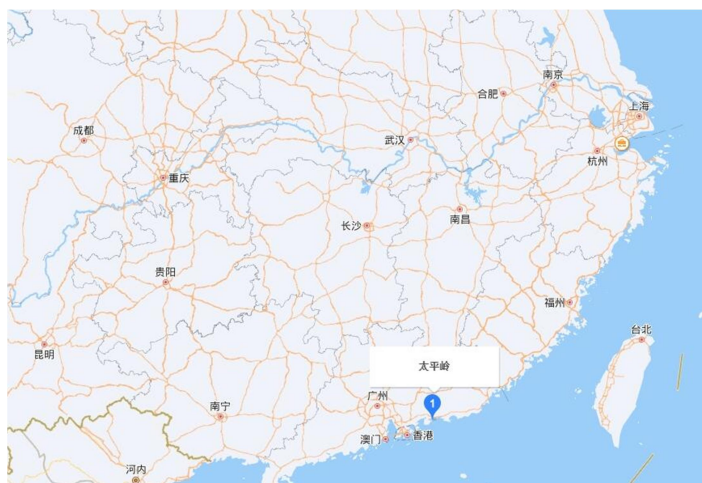 南京
合肥
上海
成都
武汉
杭州
重庆
南昌
长沙
贵阳
福州
台北
昆明
太平岭
广州
1
南宁
香港
澳门
河内